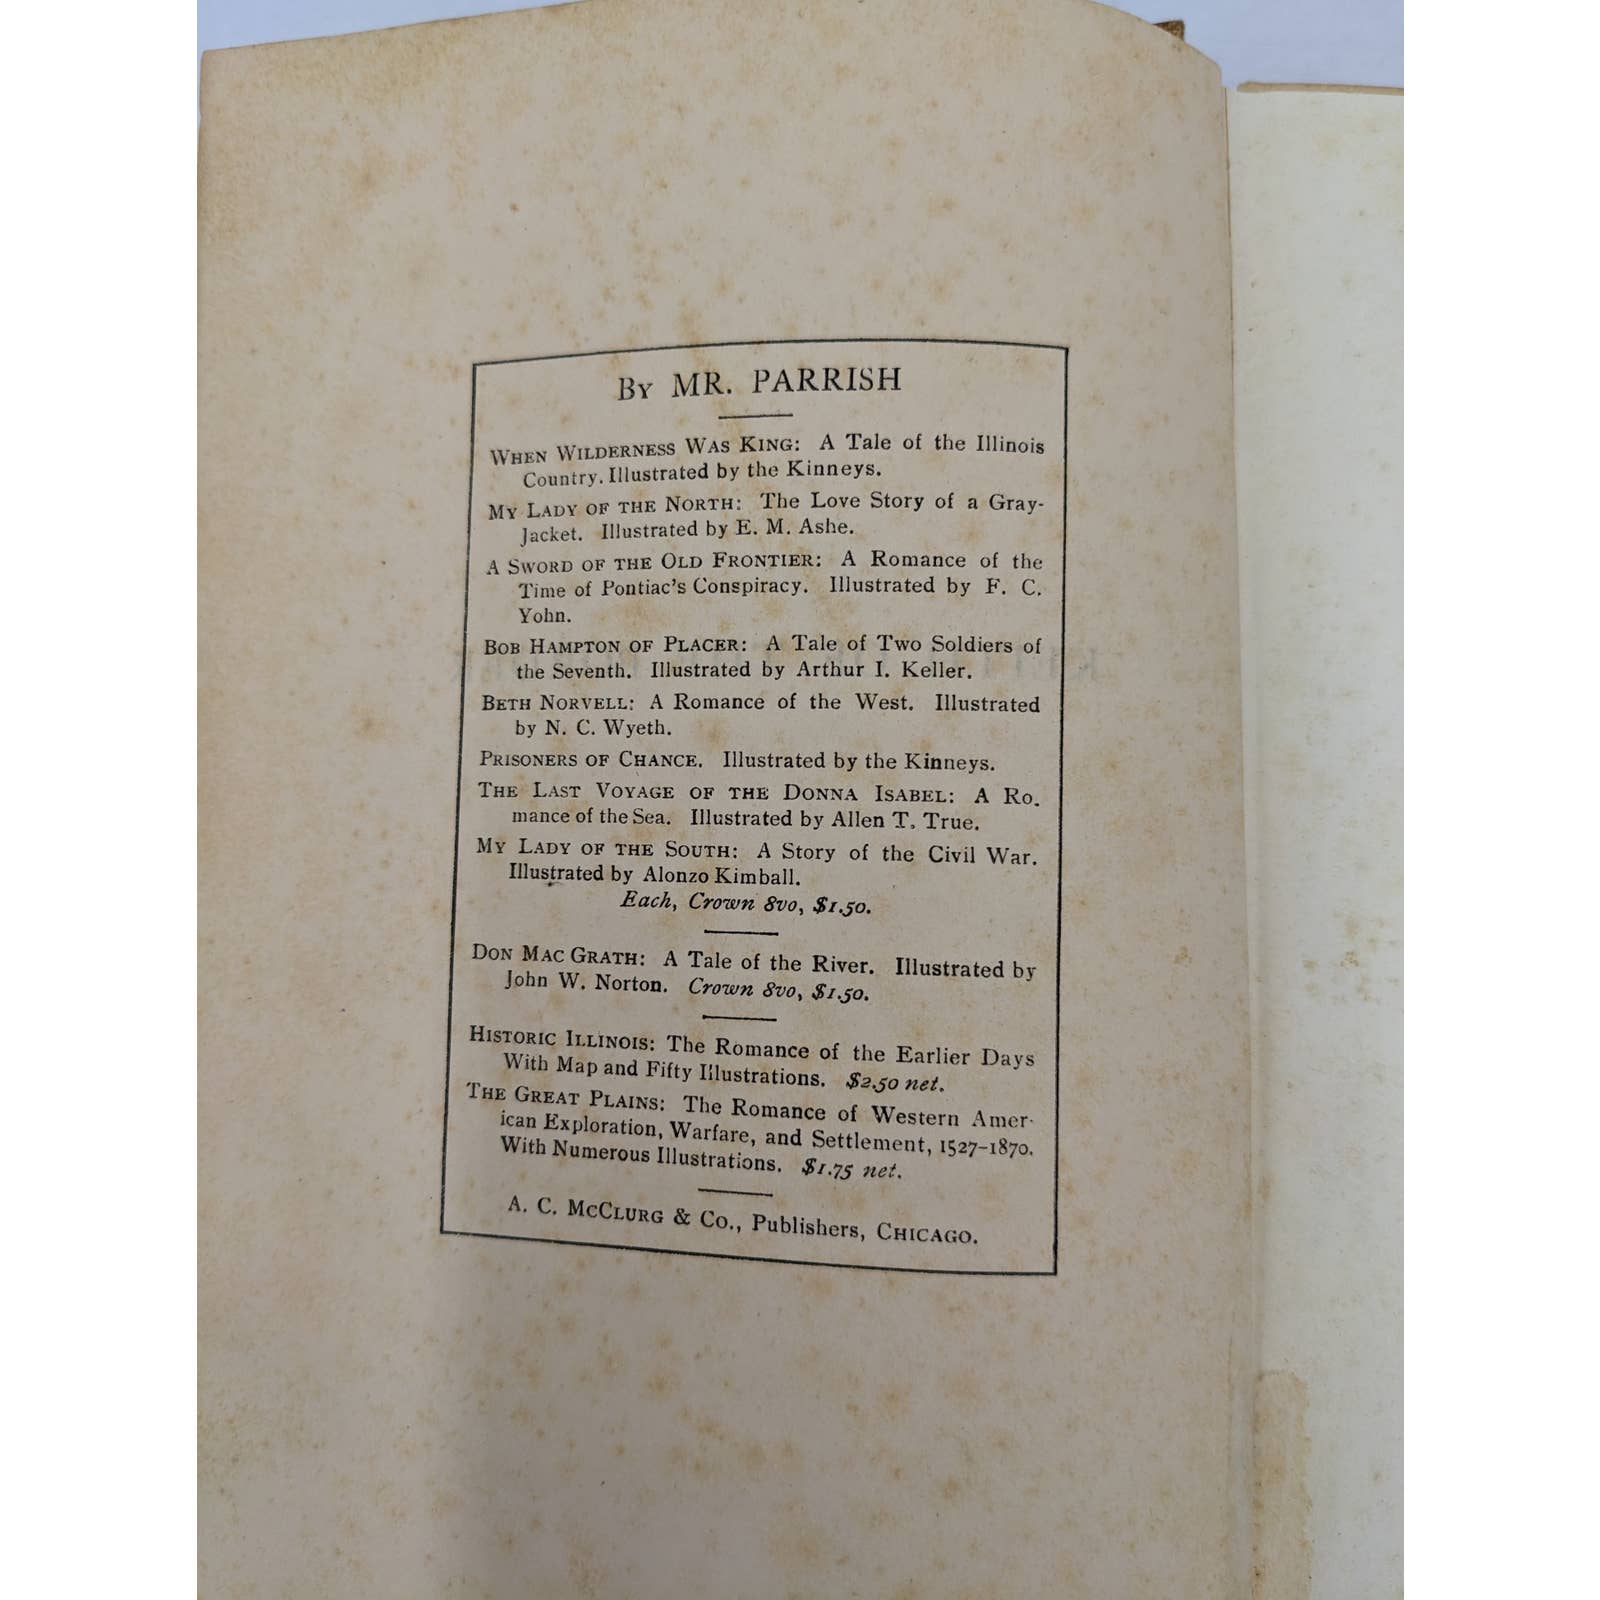 By MR. PARRISH
When Wilderness Was King: A Tale of the Illinois
Country. Illustrated by the Kinneys.
My Lady of the North: The Love Story of a Gray-
Jacket. Illustrated by E. M. Ashe.
A Sword of the Old Frontier: A Romance of the
Time of Pontiac's Conspiracy. Illustrated by F. C.
Yohn.
Bob Hampton of Placer: A Tale of Two Soldiers of
the Seventh. Illustrated by Arthur I. Keller.
Beth Norvell: A Romance of the West. Illustrated
by N. C. Wyeth.
Prisoners of Chance. Illustrated by the Kinneys.
The Last Voyage of the Donna Isabel: A Ro.
mance of the Sea. Illustrated by Allen T. True.
My Lady of the South: A Story of the Civil War.
Illustrated by Alonzo Kimball.
Each, Crown 8vo, $1.50.
Don Mac Grath: A Tale of the River. Illustrated by
John W. Norton. Crown 8vo, $1.50.
Historic Illinois: The Romance of the Earlier Days
With Map and Fifty Illustrations. $2.50 net.
The Great Plains: The Romance of Western Amer-
ican Exploration, Warfare, and Settlement, 1527–1870.
With Numerous Illustrations. $1.75 net.
A. C. McClurg & Co., Publishers, Chicago.